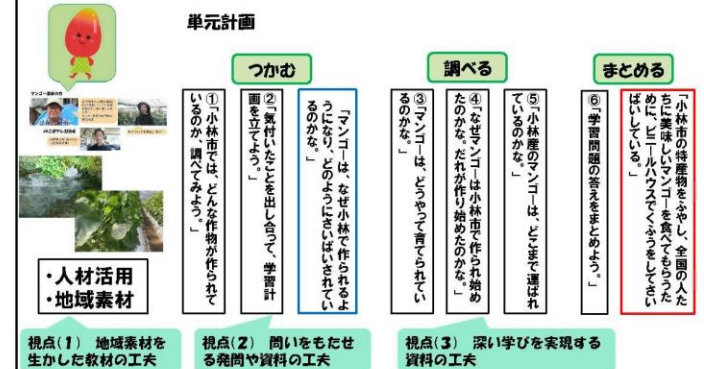 単元計画
つかむ
①「小林市では、どんな作物が作られて
いるのか、調べてみよう。」
②「気付いたことを出し合って、学習計
画を立てよう。」
「マンゴーは、なぜ小林で作られるよ
うになり、どのようにさいばいされてい
るのかな。」
調べる
③「マンゴーは、どうやって育てられてい
るのかな。」
④「なぜマンゴーは小林市で作られ始め
たのかな。だれが作り始めたのかな。」
⑤「小林産のマンゴーは、どこまで運ばれ
ているのかな。」
まとめる
⑥「学習問題の答えをまとめよう。」
「小林市の特産物をふやし、全国の人た
ちに美味しいマンゴーを食べてもらうた
めに、ビニールハウスでくふうをしてさい
ばいしている。」
・人材活用
・地域素材
視点(1) 地域素材を
生かした教材の工夫
視点(2) 問いをもたせ
る発問や資料の工夫
視点(3) 深い学びを実現する
資料の工夫